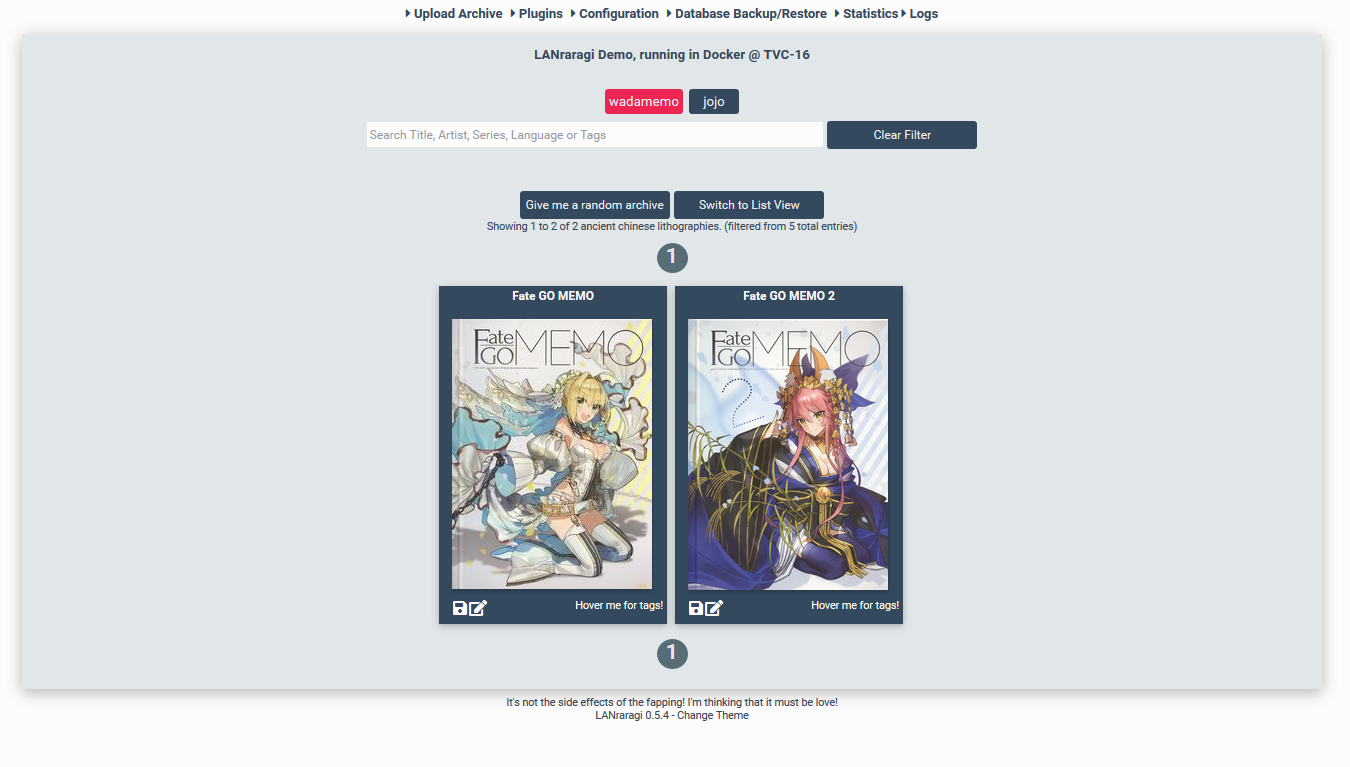 Upload Archive Plugins Configuration Database Backup/Restore Statistics Logs
LANraragi Demo, running in Docker @ TVC-16
wadamemo jojo
Search Title, Artist, Series, Language or Tags Clear Filter
Give me a random archive Switch to List View
Showing 1 to 2 of 2 ancient chinese lithographies. (filtered from 5 total entries)
1
Fate GO MEMO Fate GO MEMO 2
Fate GO MEMO
Fate GO MEMO
2
Hover me for tags! Hover me for tags!
1
It's not the side effects of the fapping! I'm thinking that it must be love!
LANraragi 0.5.4 - Change Theme